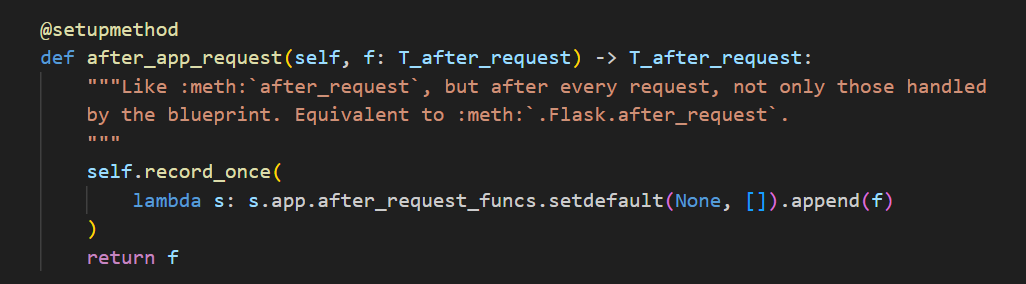 @setupmethod
def after_app_request(self, f: T_after_request) -> T_after_request:
    """Like :meth:`after_request`, but after every request, not only those handled
    by the blueprint. Equivalent to :meth:`.Flask.after_request`.
    """
    self.record_once(
        lambda s: s.app.after_request_funcs.setdefault(None, []).append(f)
    )
    return f